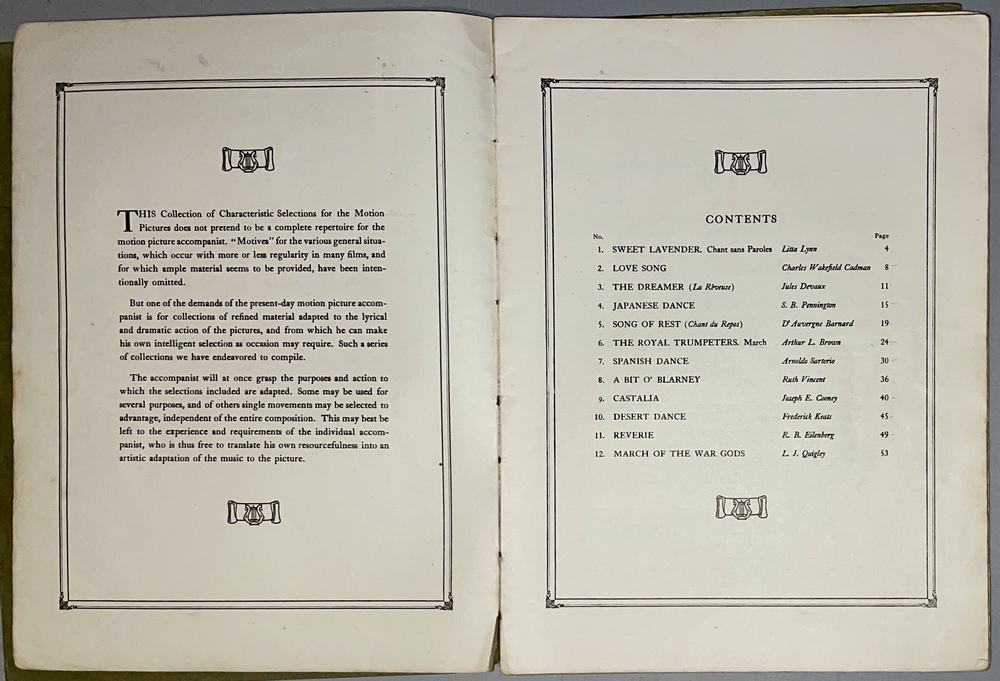 THIS Collection of Characteristic Selections for the Motion
Pictures does not pretend to be a complete repertoire for the
motion picture accompanist. "Motives" for the various general situa-
tions, which occur with more or less regularity in many films, and
for which ample material seems to be provided, have been inten-
tionally omitted.
But one of the demands of the present-day motion picture accom-
panist is for collections of refined material adapted to the lyrical
and dramatic action of the pictures, and from which he can make
his own intelligent selection as occasion may require. Such a series
of collections we have endeavored to compile.
The accompanist will at once grasp the purposes and action to
which the selections included are adapted. Some may be used for
several purposes, and of others single movements may be selected to
advantage, independent of the entire composition. This may best be
left to the experience and requirements of the individual accom-
panist, who is thus free to translate his own resourcefulness into an
artistic adaptation of the music to the picture.
CONTENTS
No. Page
1. SWEET LAVENDER. Chant sans Paroles Litta Lynn 4
2. LOVE SONG Charles Wakefield Cadman 8
3. THE DREAMER (La Rêveuse) Jules Devaux 11
4. JAPANESE DANCE S. B. Pennington 15
5. SONG OF REST (Chant du Repos) D'Auvergne Barnard 19
6. THE ROYAL TRUMPETERS. March Arthur L. Brown 24
7. SPANISH DANCE Arnoldo Sartorio 30
8. A BIT O' BLARNEY Ruth Vincent 36
9. CASTALIA Joseph E. Cooney 40
10. DESERT DANCE Frederick Keats 45
11. REVERIE R. B. Eilenberg 49
12. MARCH OF THE WAR GODS L. J. Quigley 53